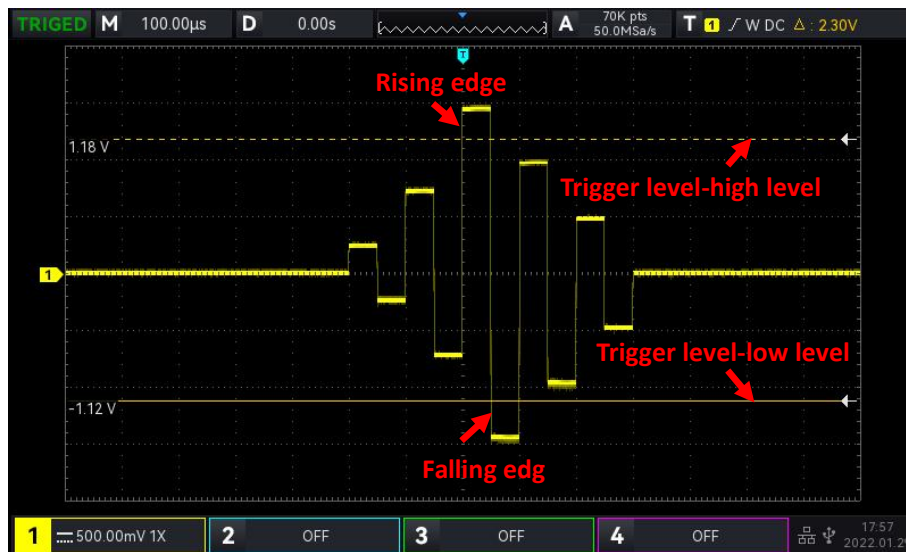 TRIGED M 100.00μs D 0.00s A 70K pts 50.0MSa/s T 1 W DC Δ : 2.30V
T
Rising edge
1.18 V
Trigger level-high level
1
Trigger level-low level
-1.12 V
Falling edg
1 500.00mV 1X 2 OFF 3 OFF 4 OFF 17:57
2022.01.2